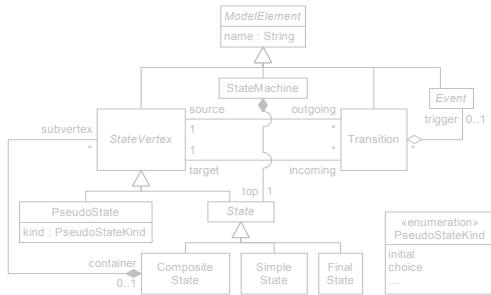 ModelElement
name : String
StateMachine
Event
source
outgoing
trigger
0..1
subvertex
StateVertex
1
*
Transition
*
*
1
*
target
incoming
top
1
PseudoState
State
kind : PseudoStateKind
«enumeration»
PseudoStateKind
initial
choice
...
container
0..1
Composite
State
Simple
State
Final
State